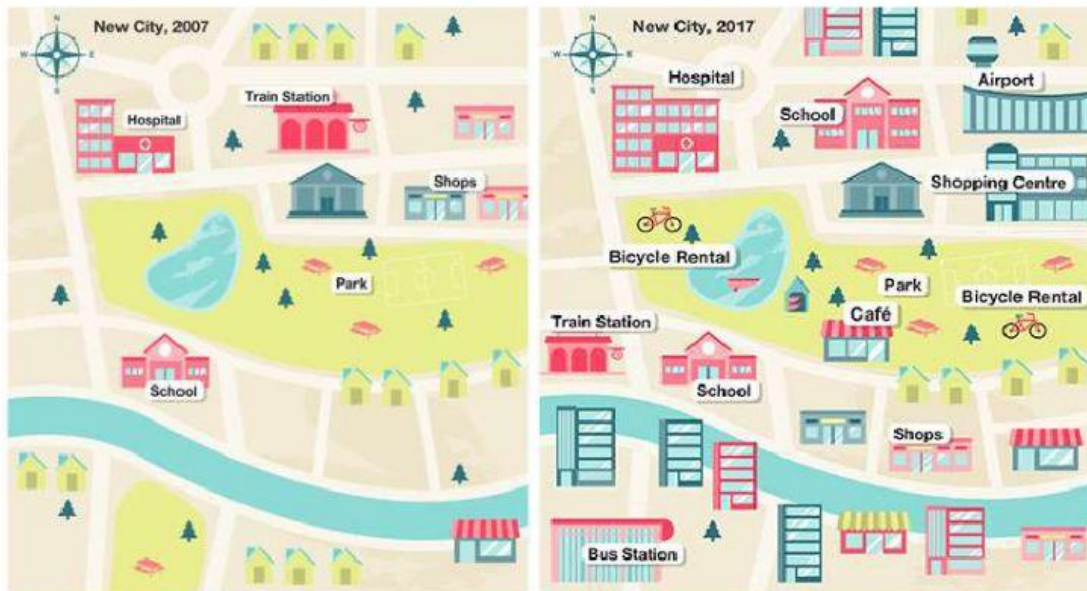 N
New City, 2007
W
E
S
Train Station
Hospital
Shops
Park
School
N
New City, 2017
W
E
S
Hospital
Airport
School
Shopping Centre
Bicycle Rental
Park
Bicycle Rental
Café
Train Station
School
Shops
Bus Station